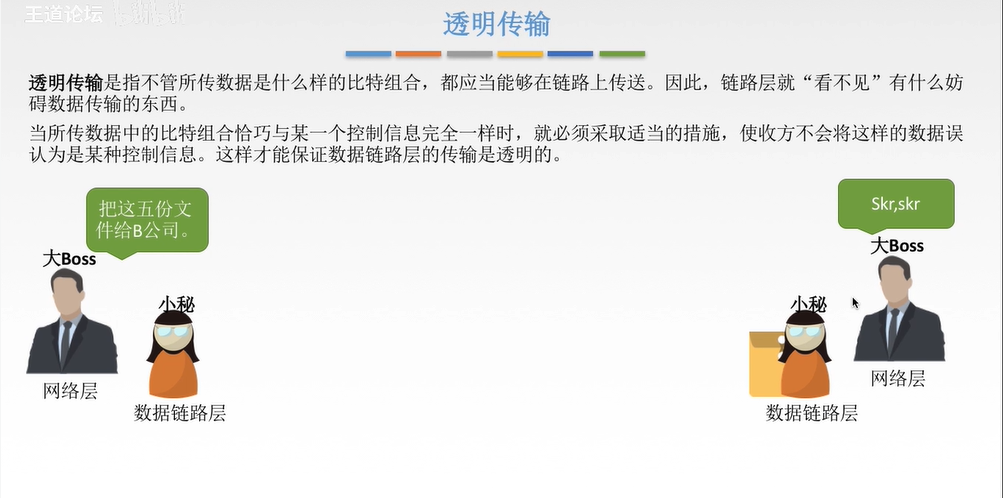 王道论坛
透明传输
透明传输是指不管所传数据是什么样的比特组合，都应当能够在链路上传送。因此，链路层就“看不见”有什么妨
碍数据传输的东西。
当所传数据中的比特组合恰巧与某一个控制信息完全一样时，就必须采取适当的措施，使收方不会将这样的数据误
认为是某种控制信息。这样才能保证数据链路层的传输是透明的。
把这五份文
件给B公司。
大Boss
小秘
网络层
数据链路层
Skr,skr
大Boss
小秘
网络层
数据链路层